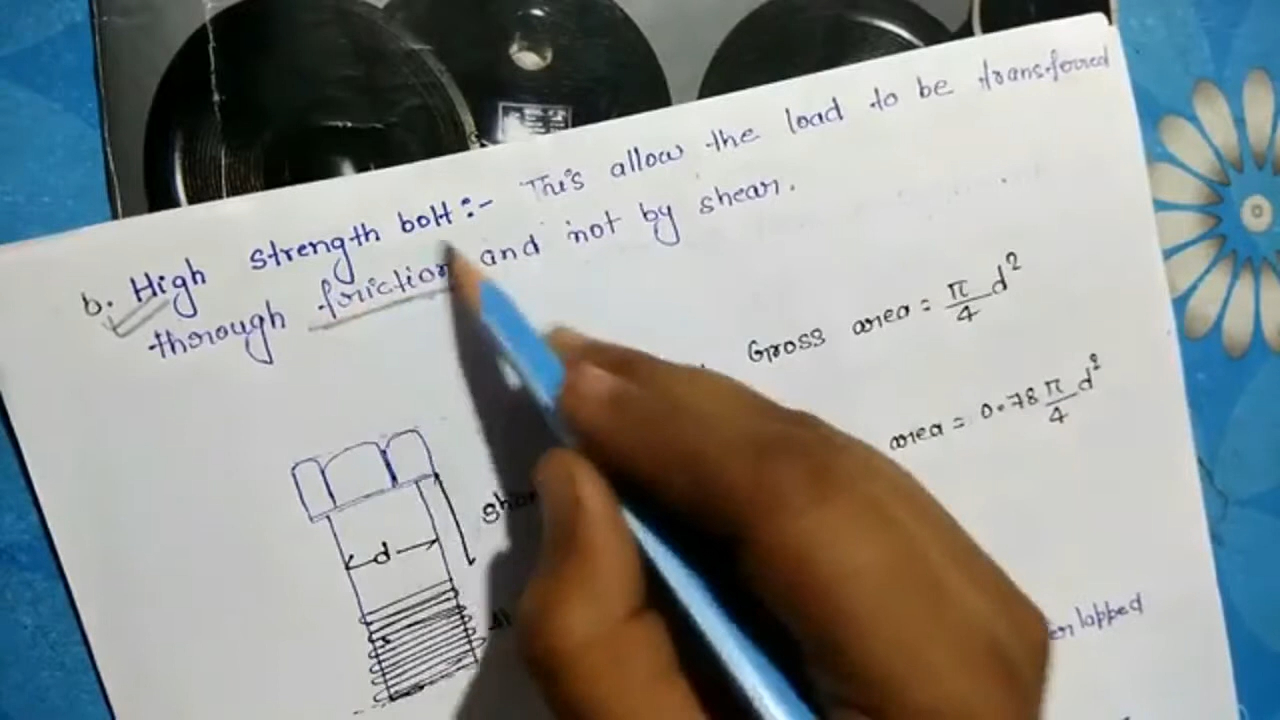 b. High strength bolt :- This allow the load to be transferred
thorough friction and not by shear.
Gross area = π/4 d²
area = 0.78 π/4 d²
d
lapped